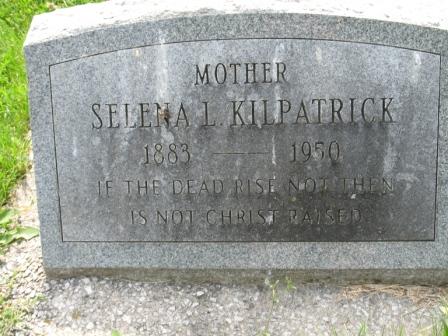 MOTHER
SELENA L. KILPATRICK
1883 — 1950
IF THE DEAD RISE NOT THEN
IS NOT CHRIST RAISED